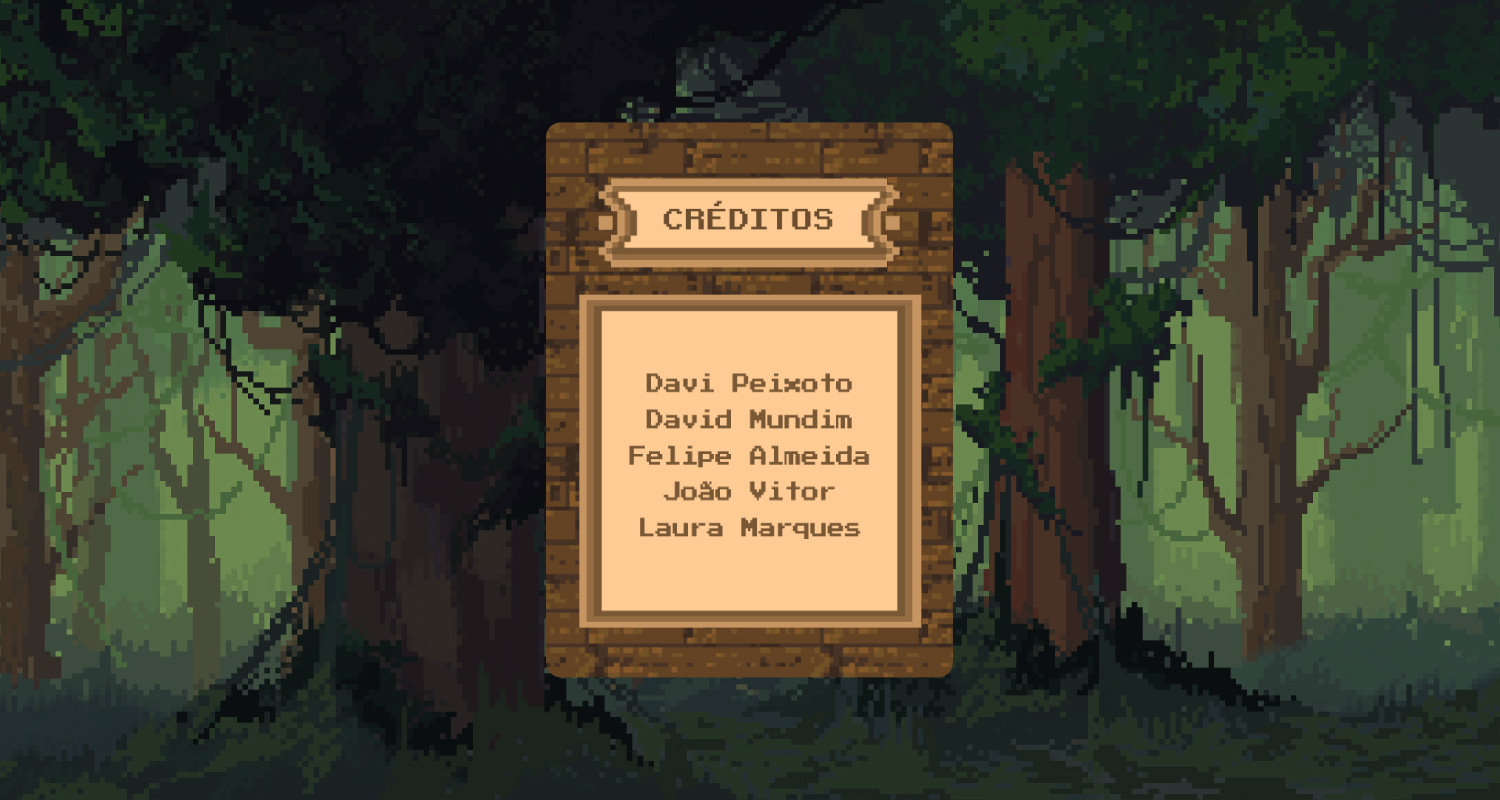 CRÉDITOS
Davi Peixoto
David Mundim
Felipe Almeida
João Vitor
Laura Marques